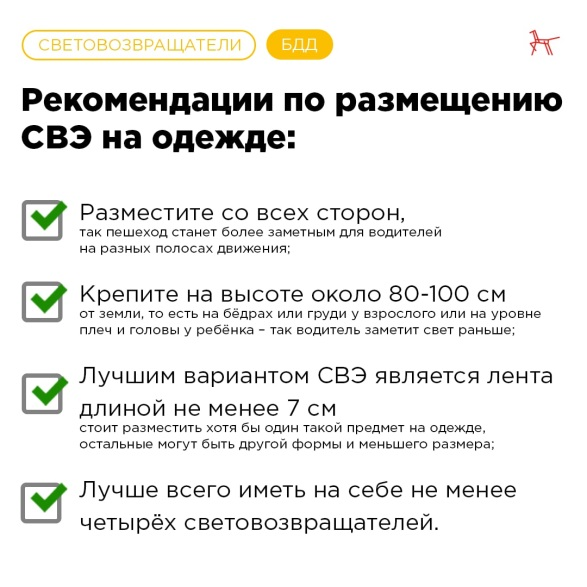 СВЕТОВОЗВРАЩАТЕЛИ
БДД
Рекомендации по размещению
СВЭ на одежде:
Разместите со всех сторон,
так пешеход станет более заметным для водителей
на разных полосах движения;
Крепите на высоте около 80-100 см
от земли, то есть на бёдрах или груди у взрослого или на уровне
плеч и головы у ребёнка – так водитель заметит свет раньше;
Лучшим вариантом СВЭ является лента
длиной не менее 7 см
стоит разместить хотя бы один такой предмет на одежде,
остальные могут быть другой формы и меньшего размера;
Лучше всего иметь на себе не менее
четырёх световозвращателей.